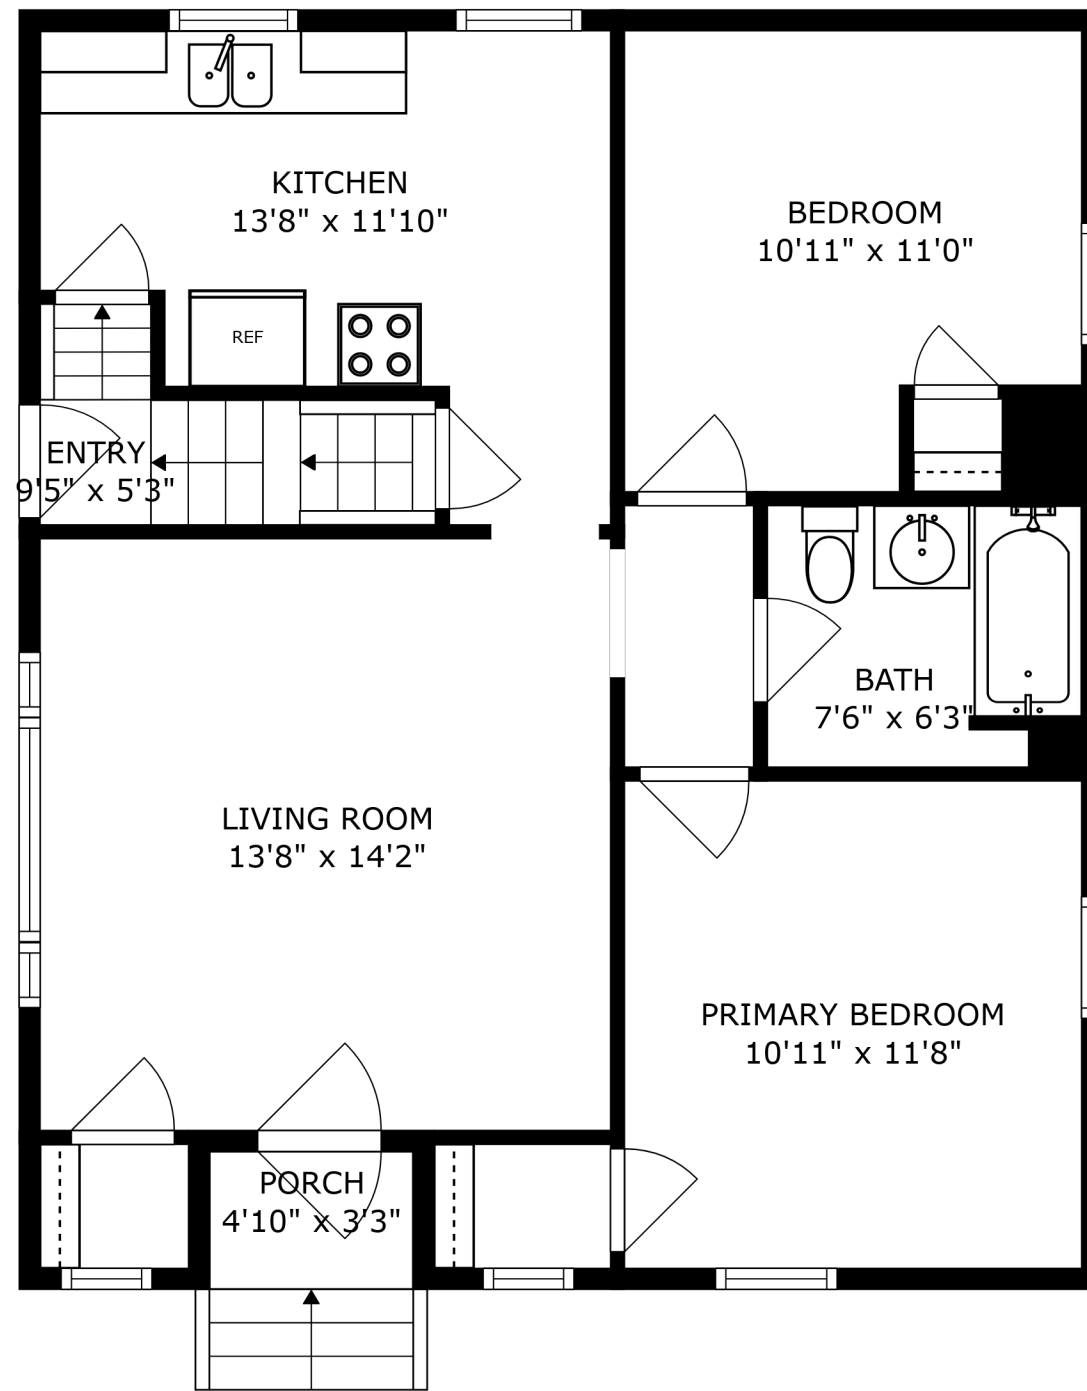 KITCHEN
13'8" x 11'10"
BEDROOM
10'11" x 11'0"
REF
ENTRY
9'5" x 5'3"
BATH
7'6" x 6'3"
LIVING ROOM
13'8" x 14'2"
PRIMARY BEDROOM
10'11" x 11'8"
PORCH
4'10" x 3'3"